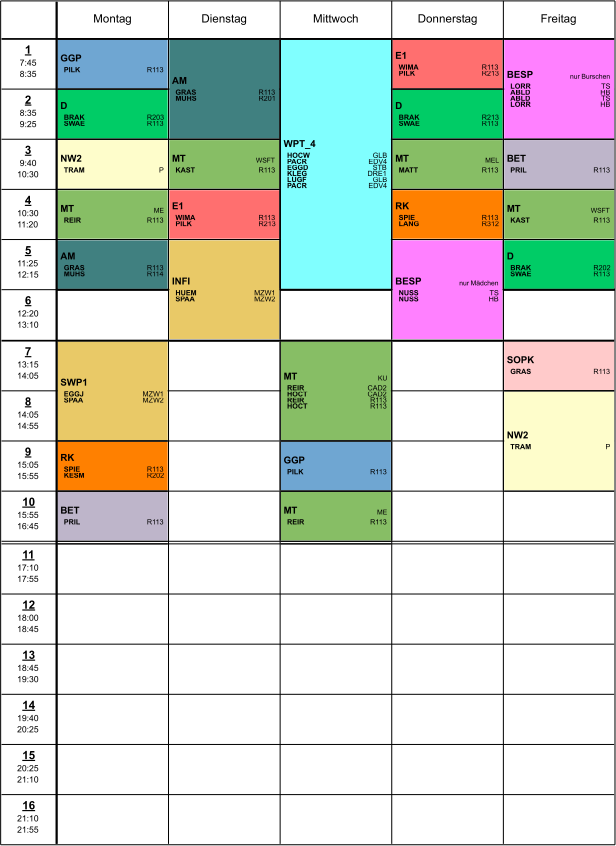 Montag Dienstag Mittwoch Donnerstag Freitag
1
7:45
8:35
GGP
PILK R113
AM
GRAS R113
MUHS R201
WPT_4
HOCW GLB
PACR EDV4
EGGD STB
KLEG DRE1
LUGF GLB
PACR EDV4
E1
WIMA R113
PILK R213
BESP nur Burschen
LORR TS
ABLD HB
ABLD TS
LORR HB
2
8:35
9:25
D
BRAK R203
SWAE R113
D
BRAK R213
SWAE R113
3
9:40
10:30
NW2
TRAM P
MT WSFT
KAST R113
MT MEL
MATT R113
BET
PRIL R113
4
10:30
11:20
MT ME
REIR R113
E1
WIMA R113
PILK R213
RK
SPIE R113
LANG R312
MT WSFT
KAST R113
5
11:25
12:15
AM
GRAS R113
MUHS R114
INFI
HUEM MZW1
SPAA MZW2
BESP nur Mädchen
NUSS TS
NUSS HB
D
BRAK R202
SWAE R113
6
12:20
13:10
7
13:15
14:05
SWP1
EGGJ MZW1
SPAA MZW2
MT KU
REIR CAD2
HOCT CAD2
REIR R113
HOCT R113
SOPK
GRAS R113
8
14:05
14:55
NW2
TRAM P
9
15:05
15:55
RK
SPIE R113
KESM R202
GGP
PILK R113
10
15:55
16:45
BET
PRIL R113
MT ME
REIR R113
11
17:10
17:55
12
18:00
18:45
13
18:45
19:30
14
19:40
20:25
15
20:25
21:10
16
21:10
21:55